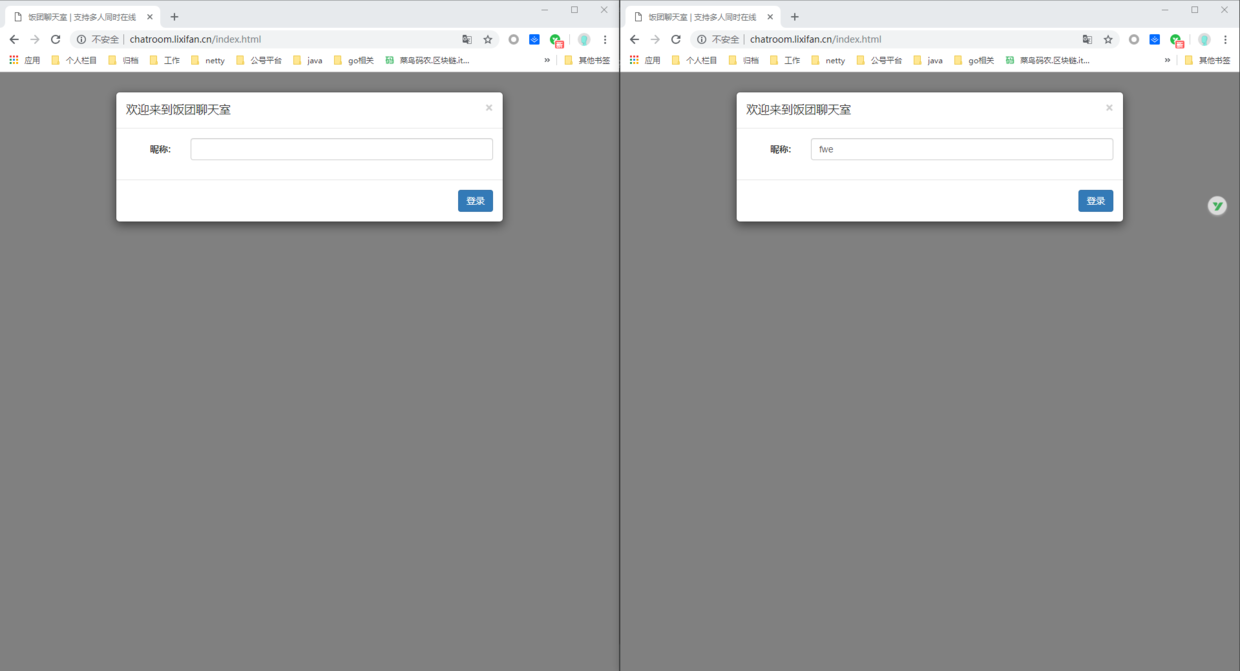 饭团聊天室 | 支持多人同时在线
不安全 chatroom.lixifan.cn/index.html
应用 个人栏目 归档 工作 netty 公号平台 java go相关 菜鸟码农,区块链,it... » 其他书签
欢迎来到饭团聊天室 ×
昵称:
登录
饭团聊天室 | 支持多人同时在线
不安全 chatroom.lixifan.cn/index.html
应用 个人栏目 归档 工作 netty 公号平台 java go相关 菜鸟码农,区块链,it... » 其他书签
欢迎来到饭团聊天室 ×
昵称: fwe
登录